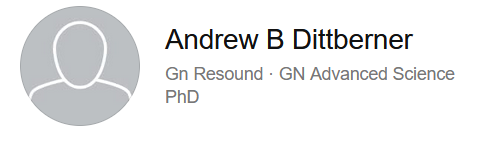 Andrew B Dittberner
Gn Resound · GN Advanced Science
PhD